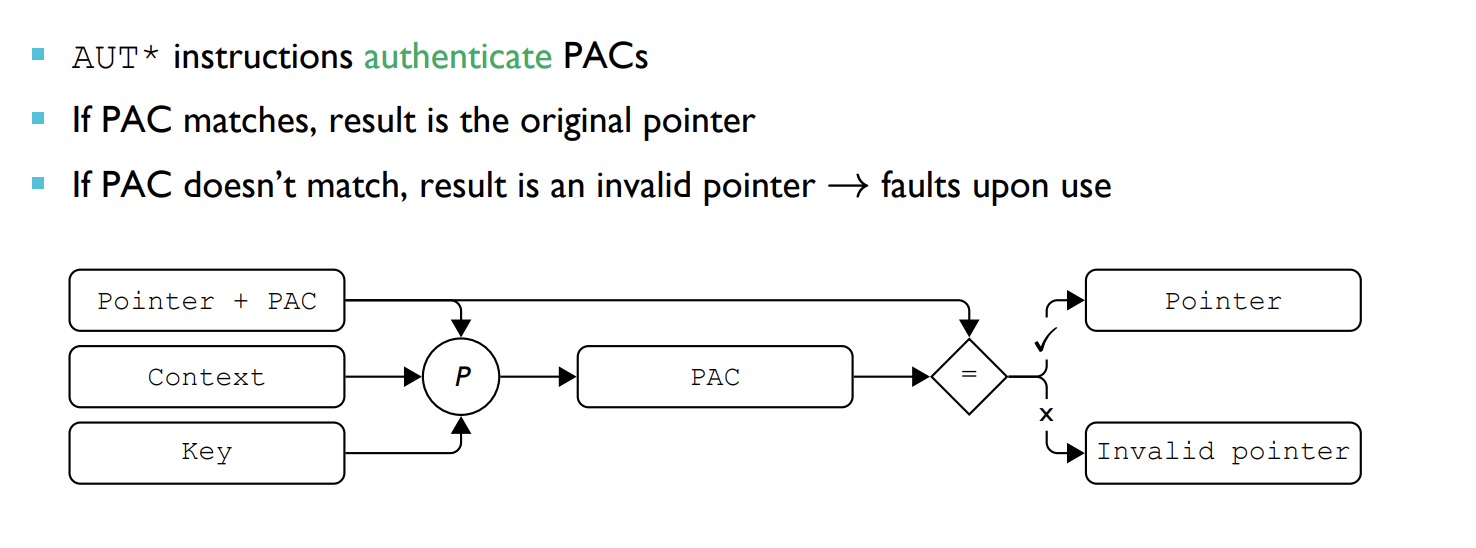 AUT* instructions authenticate PACs
If PAC matches, result is the original pointer
If PAC doesn’t match, result is an invalid pointer → faults upon use
Pointer + PAC
Pointer
✓
Context
P
PAC
=
x
Key
Invalid pointer